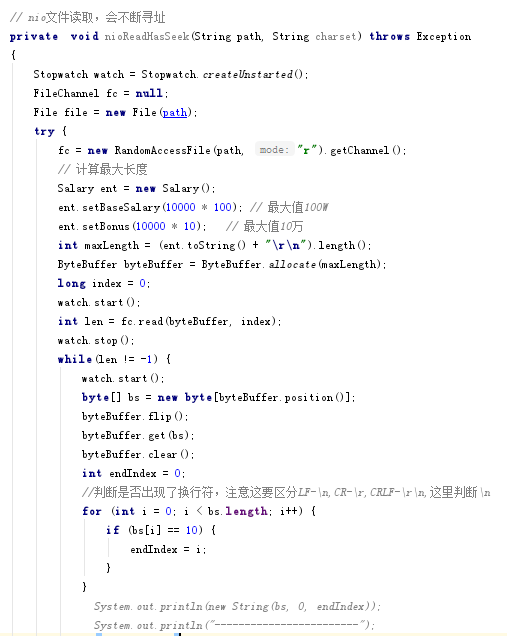 // nio文件读取，会不断寻址
private void nioReadHasSeek(String path, String charset) throws Exception
{
Stopwatch watch = Stopwatch.createUnstarted();
FileChannel fc = null;
File file = new File(path);
try {
fc = new RandomAccessFile(path, mode: "r").getChannel();
// 计算最大长度
Salary ent = new Salary();
ent.setBaseSalary(10000 * 100); // 最大值100W
ent.setBonus(10000 * 10); // 最大值10万
int maxLength = (ent.toString() + "\r\n").length();
ByteBuffer byteBuffer = ByteBuffer.allocate(maxLength);
long index = 0;
watch.start();
int len = fc.read(byteBuffer, index);
watch.stop();
while(len != -1) {
watch.start();
byte[] bs = new byte[byteBuffer.position()];
byteBuffer.flip();
byteBuffer.get(bs);
byteBuffer.clear();
int endIndex = 0;
//判断是否出现了换行符，注意这要区分LF-\n,CR-\r,CRLF-\r\n,这里判断\n
for (int i = 0; i < bs.length; i++) {
if (bs[i] == 10) {
endIndex = i;
}
}
System.out.println(new String(bs, 0, endIndex));
System.out.println("-------------------------");